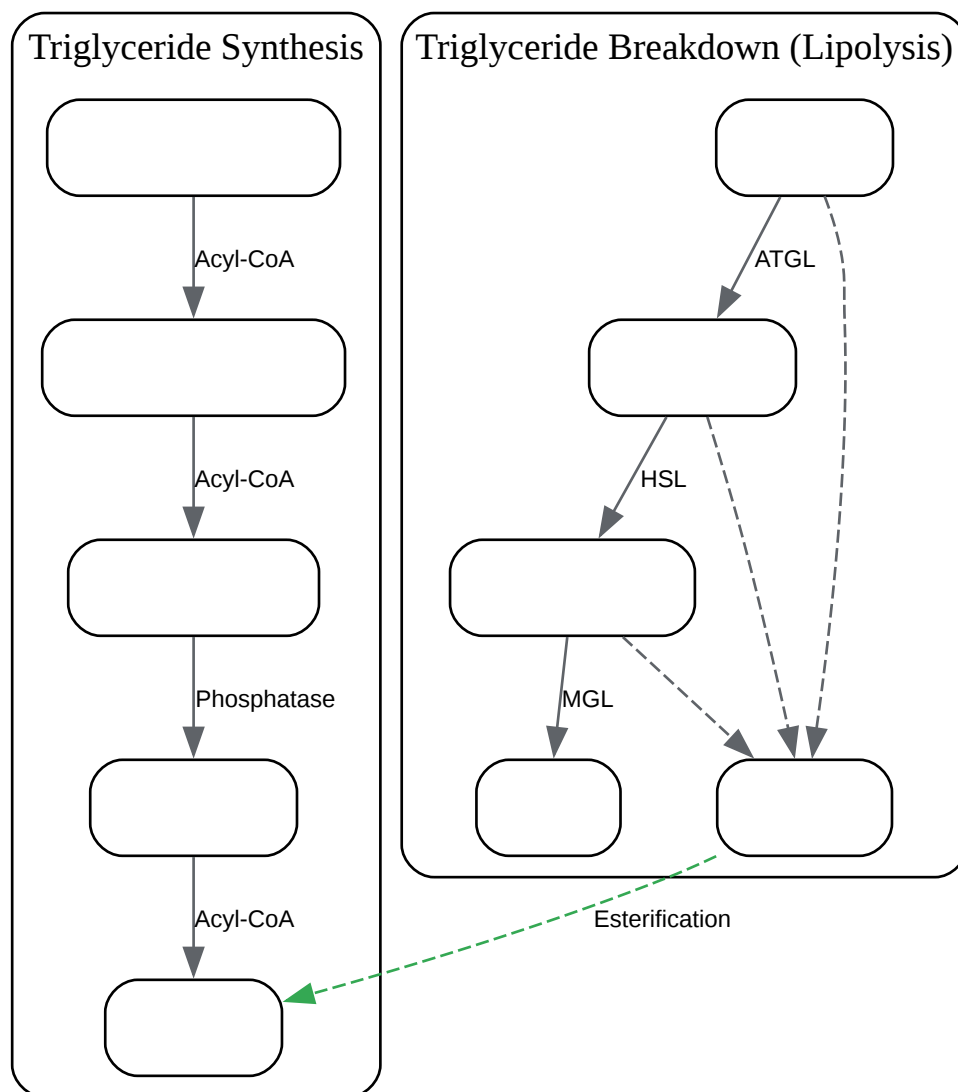 Triglyceride Synthesis
Acyl-CoA
Acyl-CoA
Phosphatase
Acyl-CoA
Triglyceride Breakdown (Lipolysis)
ATGL
HSL
MGL
Esterification